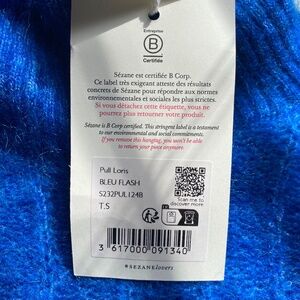 Entreprise
B
Certifiée
Sézane est certifiée B Corp.
Ce label très exigeant atteste des résultats
concrets de Sézane pour répondre aux normes
environnementales et sociales les plus strictes.
Si vous détachez cette étiquette, vous ne
pourrez plus retourner votre produit.
Sézane is B Corp certified. This stringent label is a testament
to our environmental and social commitments.
If you remove this hangtag, you won't be able
to return your piece anymore.
Pull Loris
BLEU FLASH
S232PUL124B
T.S
Scan me to
discover more
3 617000 091340
#SEZANElovers